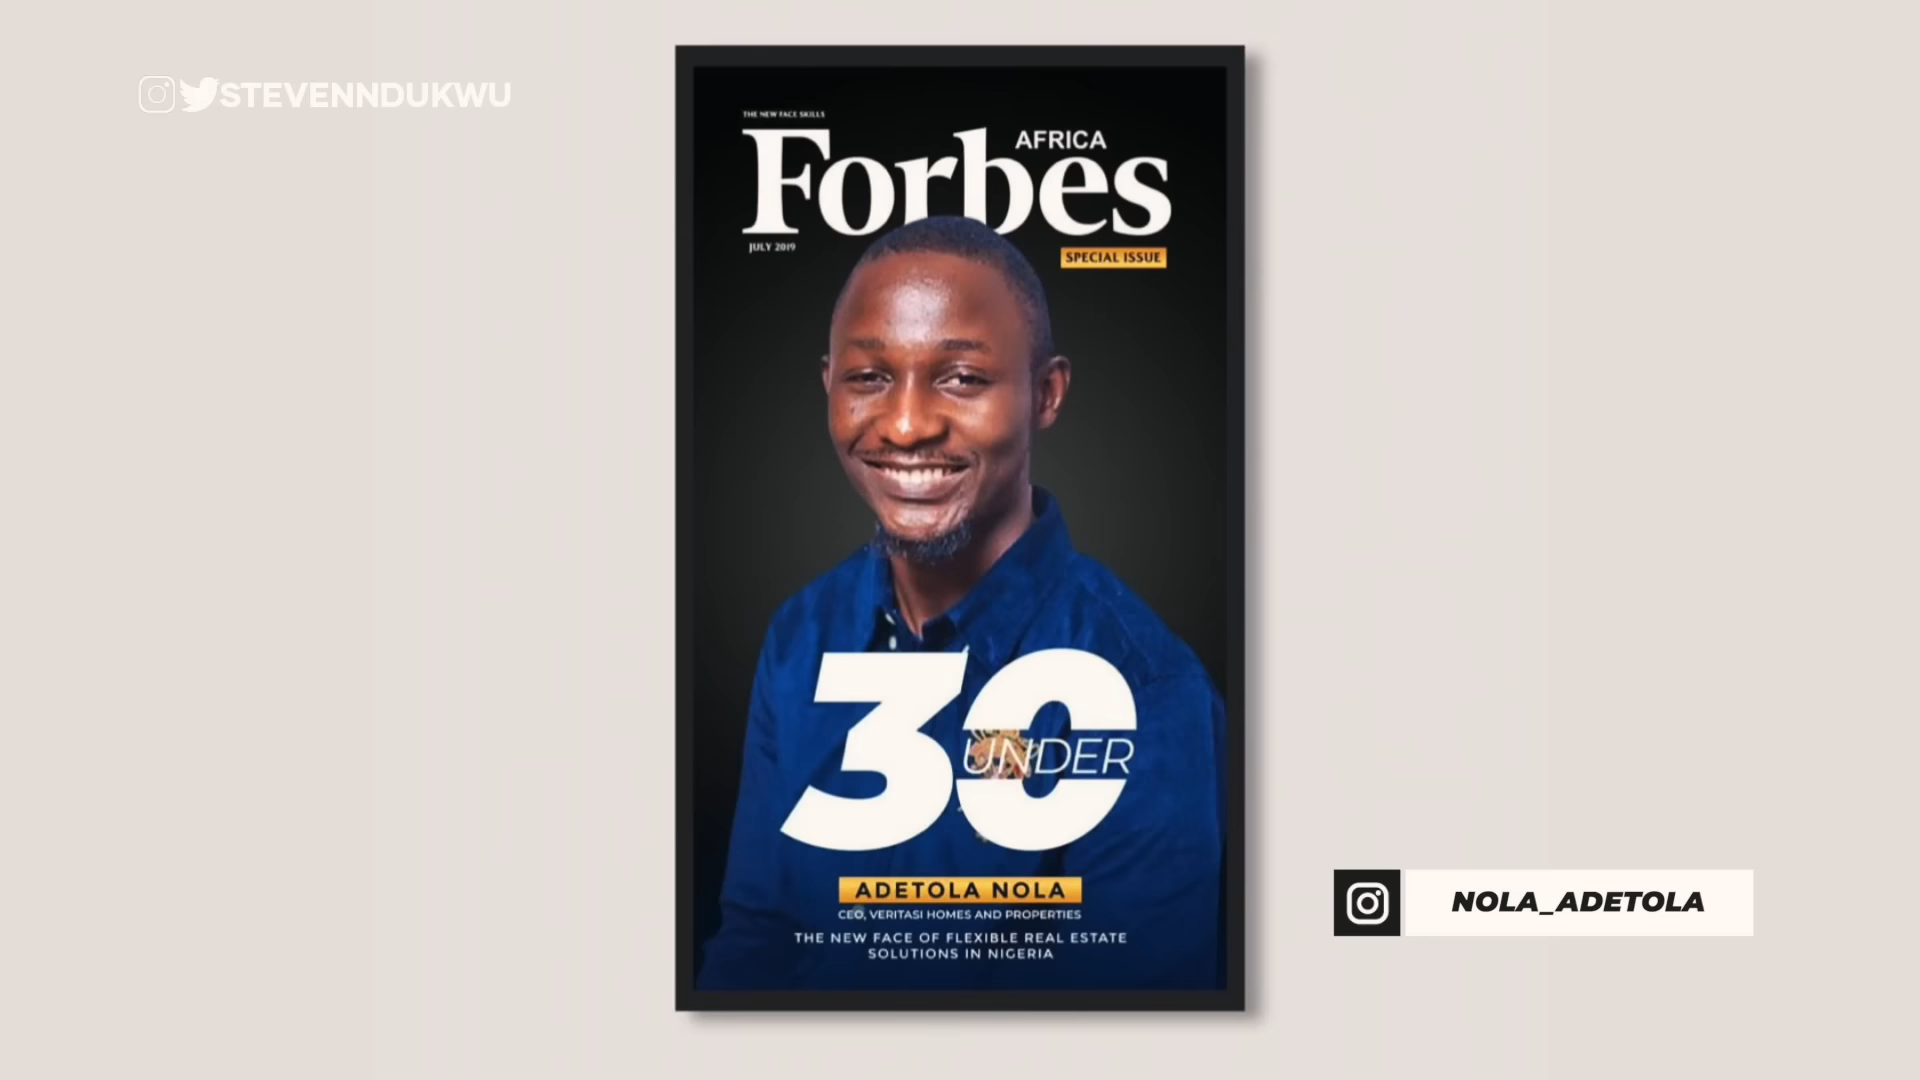 STEVENNDUKWU
THE NEW FACE SKILLS
Forbes
AFRICA
JULY 2019
SPECIAL ISSUE
30
UNDER
ADETOLA NOLA
CEO, VERITASI HOMES AND PROPERTIES
THE NEW FACE OF FLEXIBLE REAL ESTATE
SOLUTIONS IN NIGERIA
NOLA_ADETOLA